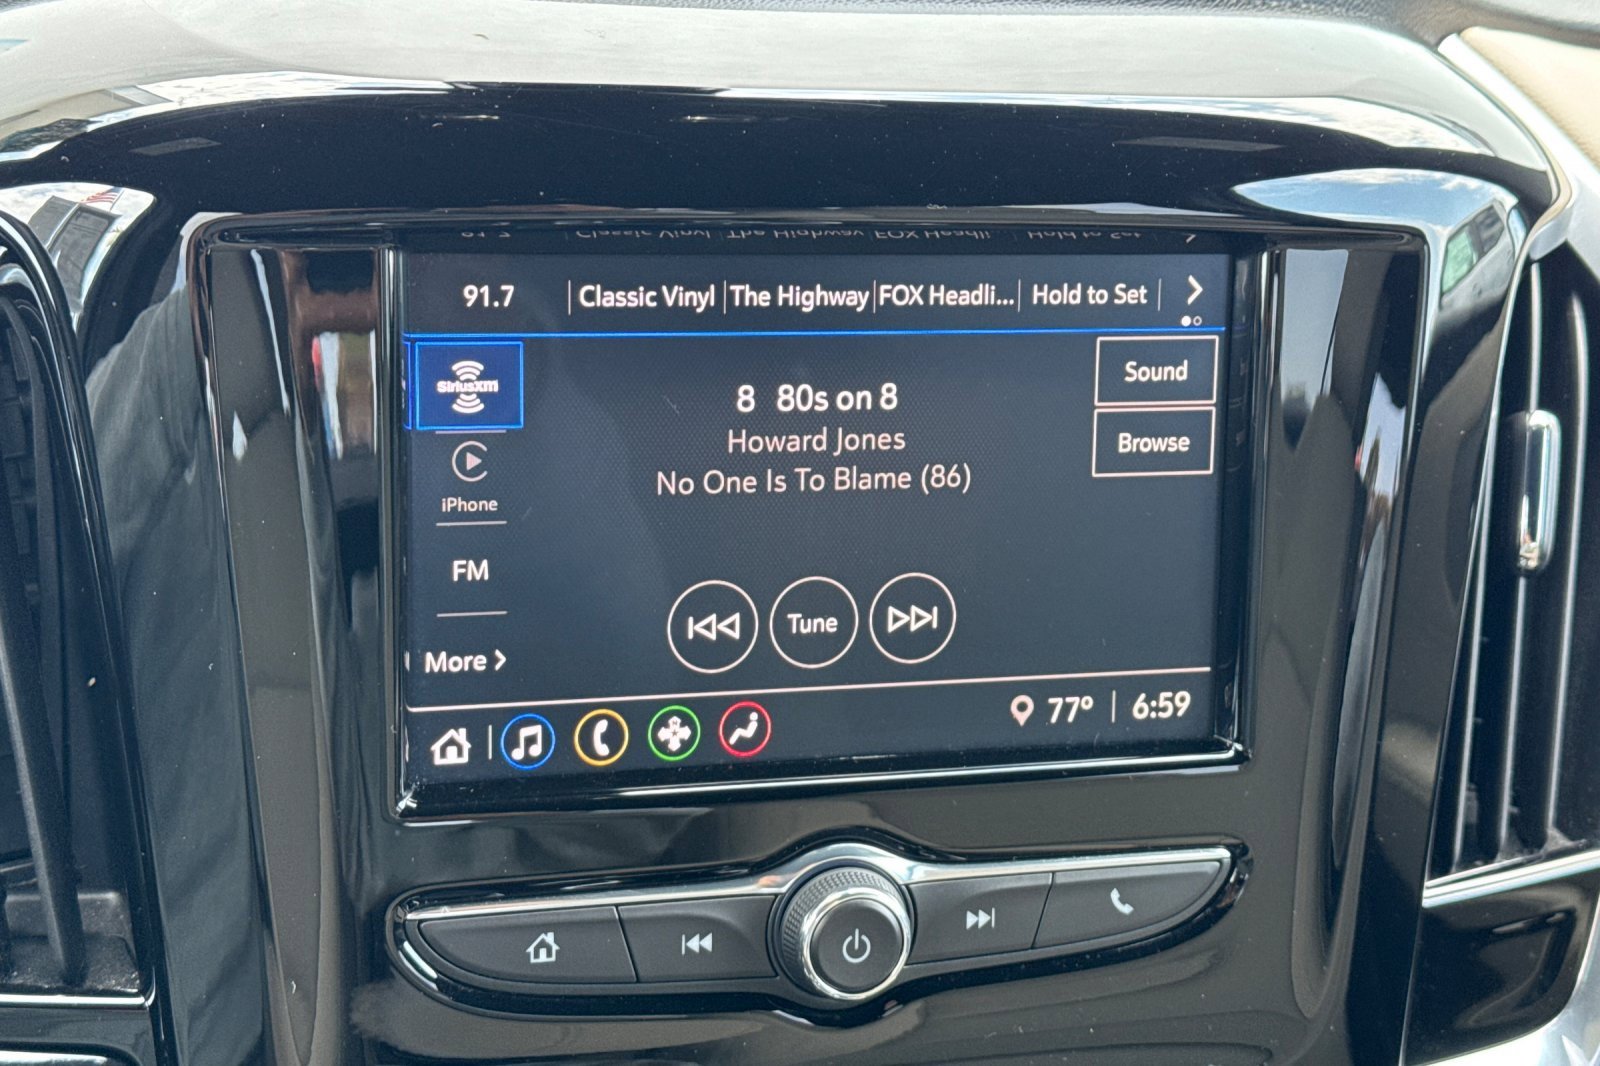 91.7 Classic Vinyl The Highway FOX Headli... Hold to Set
SiriusXM
iPhone
FM
More
8 80s on 8
Howard Jones
No One Is To Blame (86)
Sound
Browse
Tune
77° 6:59